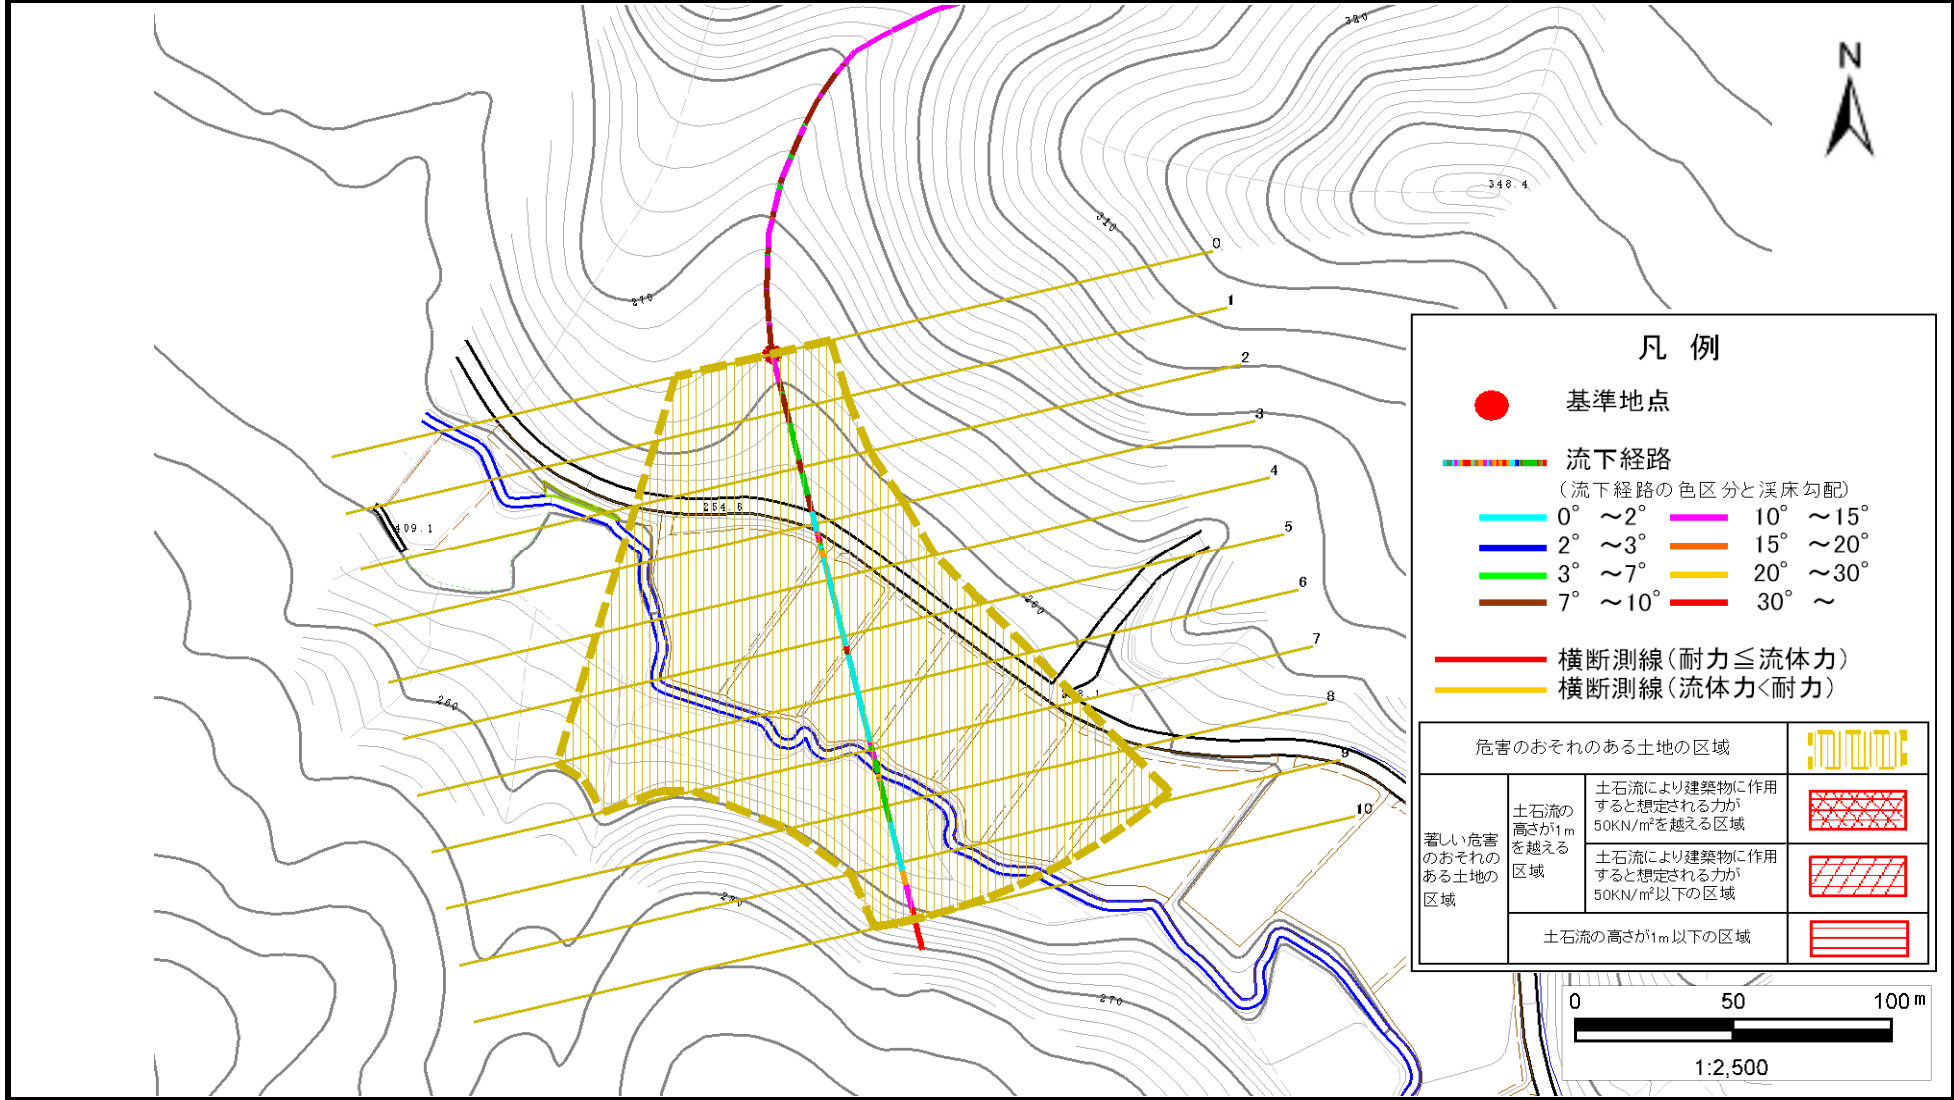 320
N
348.4
310
0
1
270
2
3
4
254.6
409.1
5
260
6
7
260
8
9
10
270
270
凡 例
基準地点
流下経路
(流下経路の色区分と渓床勾配)
0° ~2° 10° ~15°
2° ~3° 15° ~20°
3° ~7° 20° ~30°
7° ~10° 30° ~
横断測線(耐力≦流体力)
横断測線(流体力<耐力)
危害のおそれのある土地の区域
著しい危害
のおそれの
ある土地の
区域
土石流の
高さが1m
を越える
区域
土石流により建築物に作用
すると想定される力が
50KN/㎡を越える区域
土石流により建築物に作用
すると想定される力が
50KN/㎡以下の区域
土石流の高さが1m以下の区域
0 50 100m
1:2,500